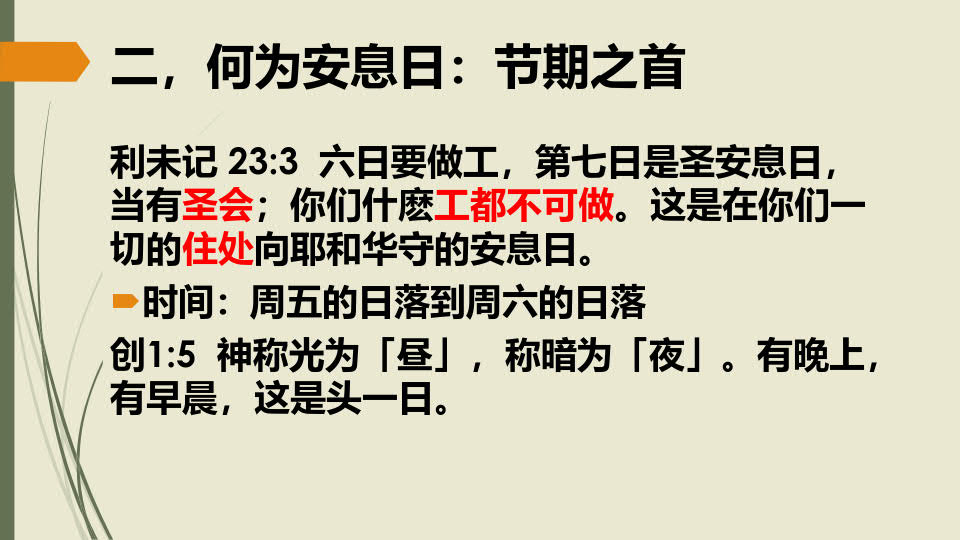 二，何为安息日：节期之首
利未记 23:3 六日要做工，第七日是圣安息日，
当有圣会；你们什麽工都不可做。这是在你们一
切的住处向耶和华守的安息日。
时间：周五的日落到周六的日落
创1:5 神称光为「昼」，称暗为「夜」。有晚上，
有早晨，这是头一日。